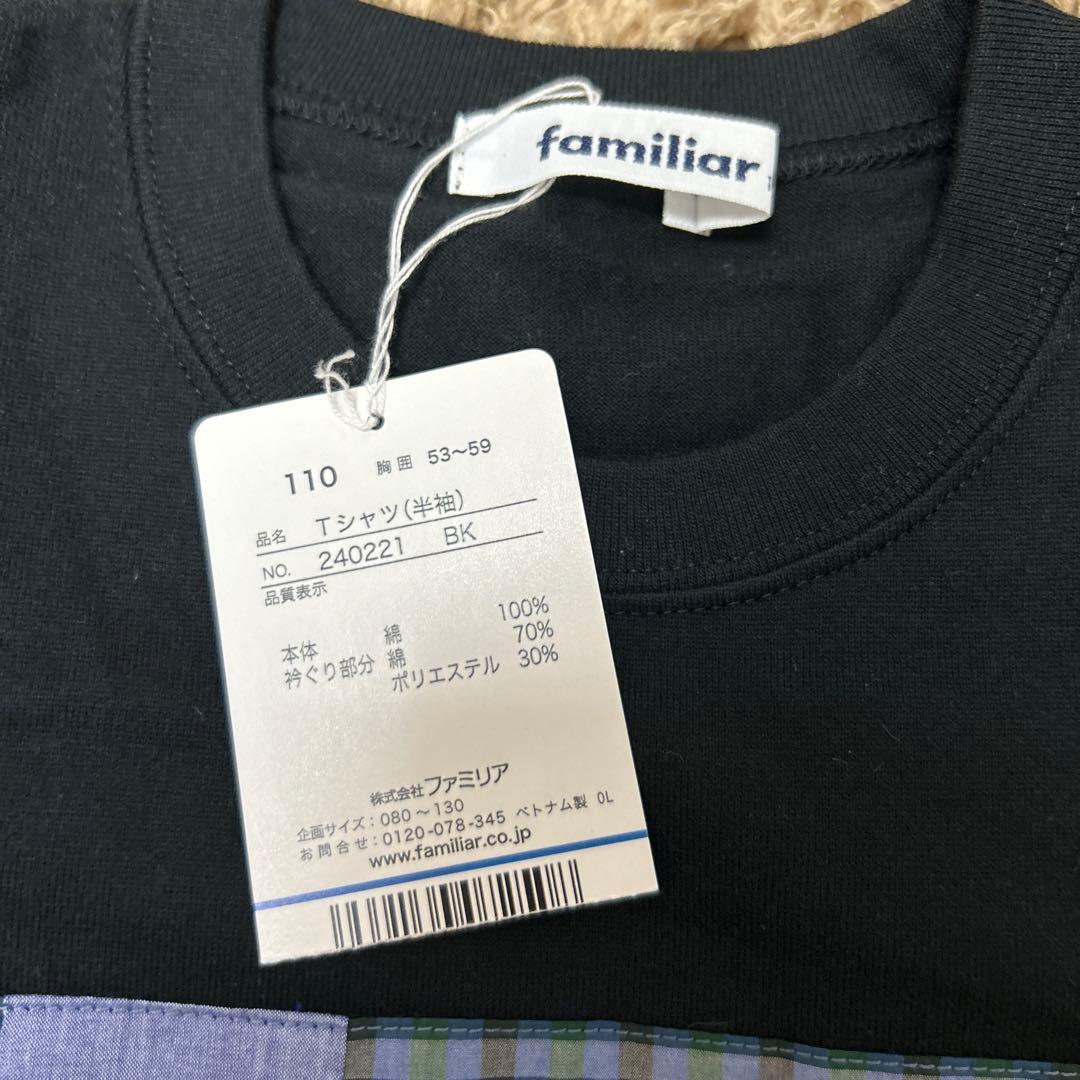 familiar
110 胸囲 53~59
品名 Tシャツ(半袖)
NO. 240221 BK
品質表示
本体 綿 100%
衿ぐり部分 綿 70%
ポリエステル 30%
株式会社ファミリア
企画サイズ:080~130
お問合せ:0120-078-345 ベトナム製 OL
www.familiar.co.jp